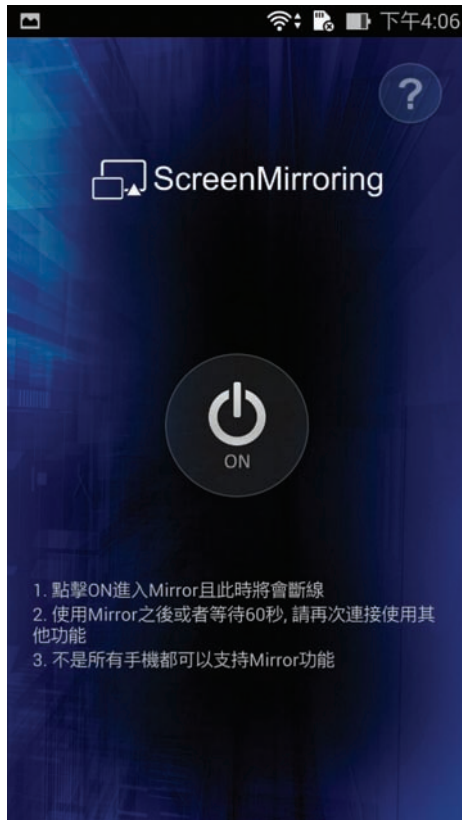 下午4:06
?
ScreenMirroring
ON
1. 點擊ON進入Mirror且此時將會斷線
2. 使用Mirror之後或者等待60秒, 請再次連接使用其
他功能
3. 不是所有手機都可以支持Mirror功能